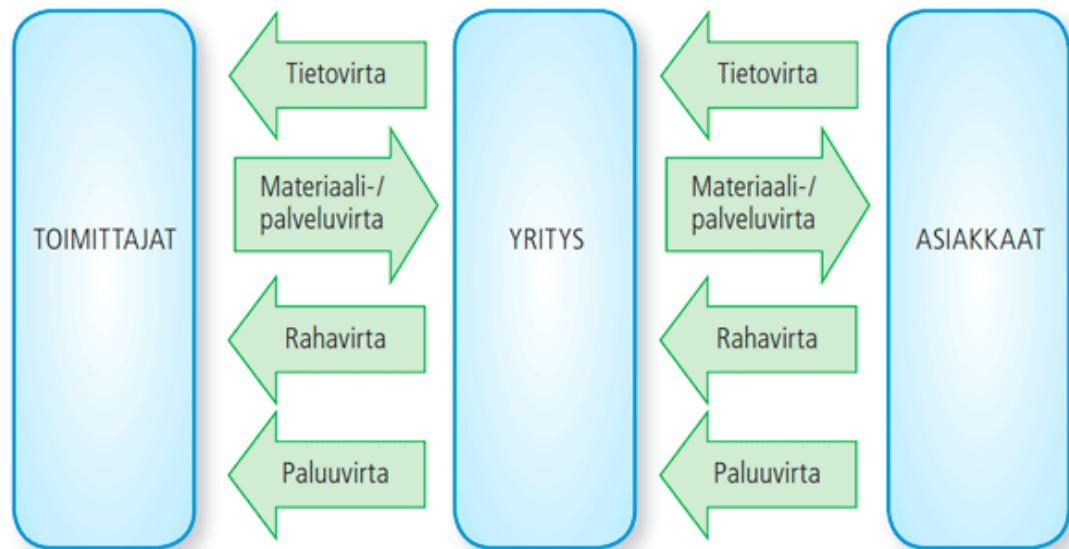 Tietovirta
Tietovirta
Materiaali-/
palveluvirta
Materiaali-/
palveluvirta
TOIMITTAJAT
YRITYS
ASIAKKAAT
Rahavirta
Rahavirta
Paluuvirta
Paluuvirta